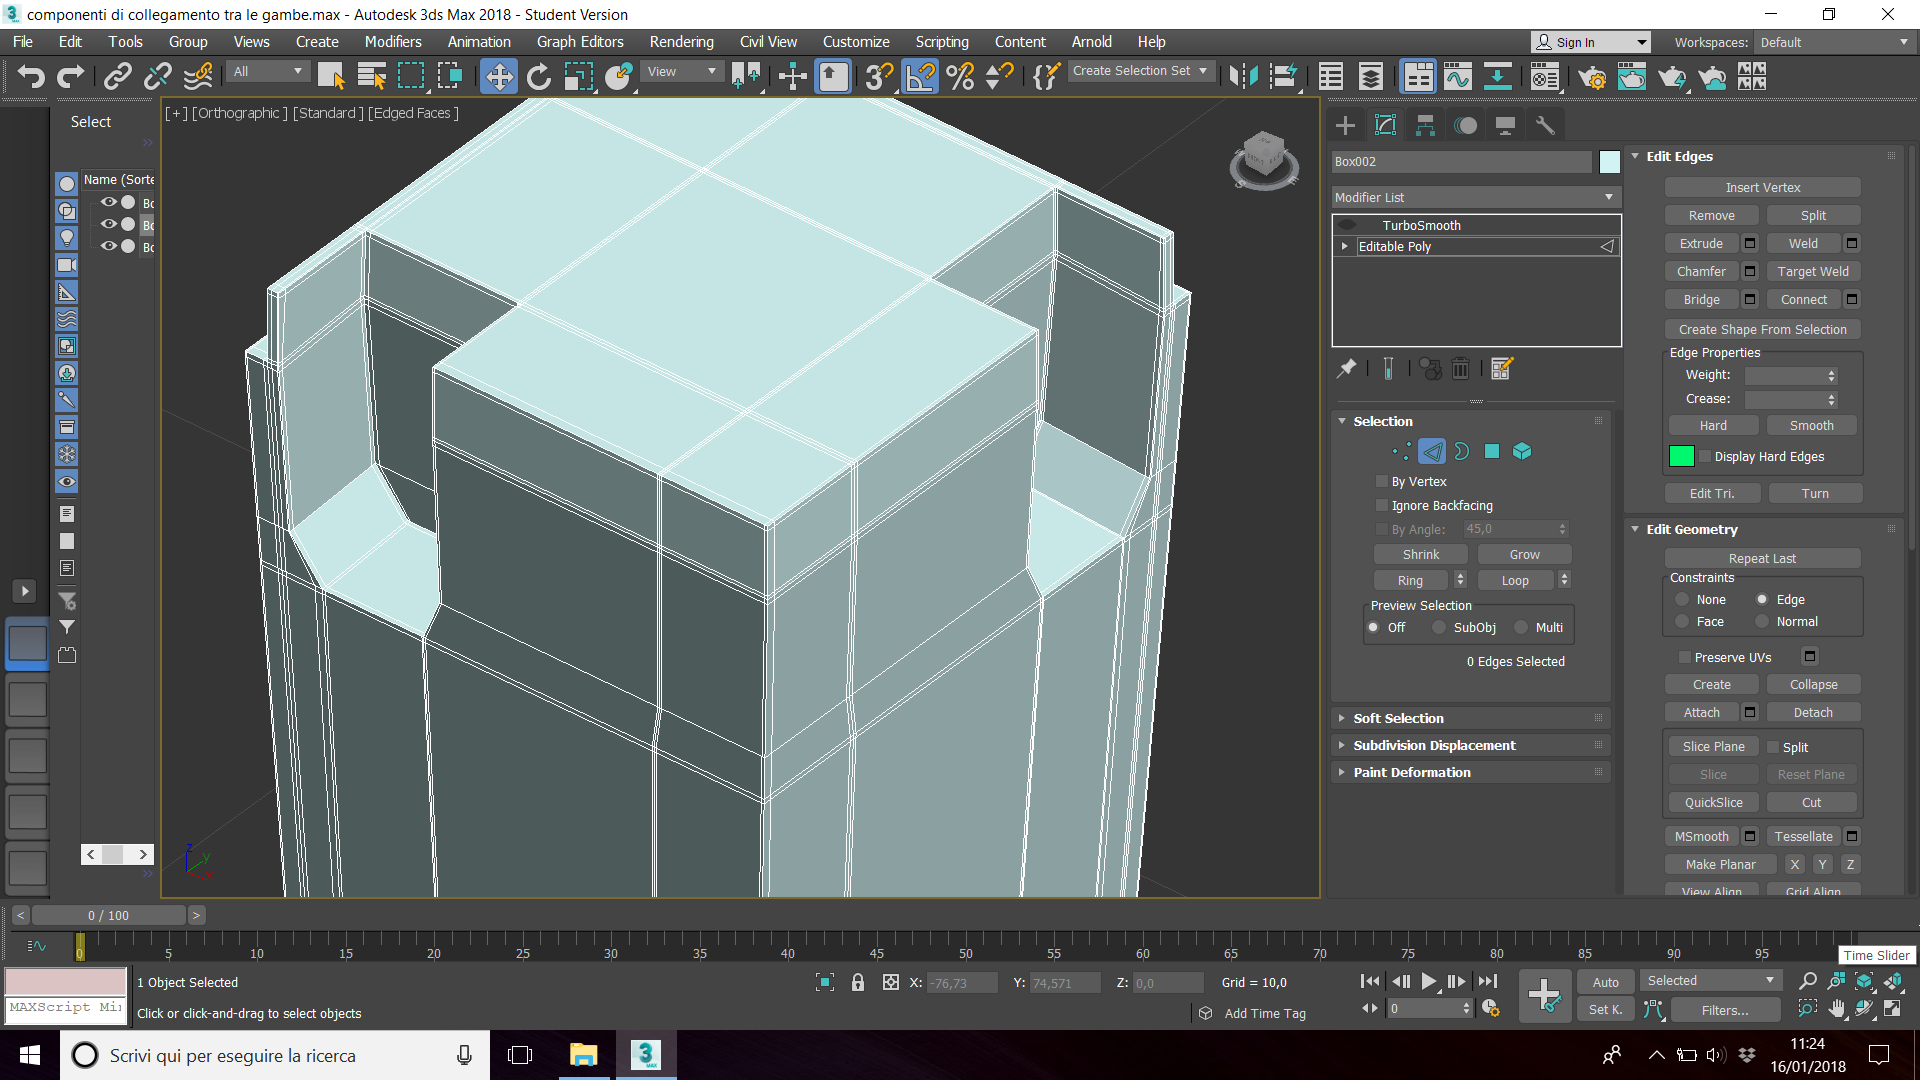 componenti di collegamento tra le gambe.max - Autodesk 3ds Max 2018 - Student Version
File Edit Tools Group Views Create Modifiers Animation Graph Editors Rendering Civil View Customize Scripting Content Arnold Help
Sign In Workspaces: Default
All View Create Selection Set
[+] [Orthographic ] [Standard ] [Edged Faces ]
Select
Name (Sorte
Bo
Bo
Bo
Box002
Modifier List
TurboSmooth
Editable Poly
Selection
By Vertex
Ignore Backfacing
By Angle: 45,0
Shrink Grow
Ring Loop
Preview Selection
Off SubObj Multi
0 Edges Selected
Soft Selection
Subdivision Displacement
Paint Deformation
Edit Edges
Insert Vertex
Remove Split
Extrude Weld
Chamfer Target Weld
Bridge Connect
Create Shape From Selection
Edge Properties
Weight:
Crease:
Hard Smooth
Display Hard Edges
Edit Tri. Turn
Edit Geometry
Repeat Last
Constraints
None Edge
Face Normal
Preserve UVs
Create Collapse
Attach Detach
Slice Plane Split
Slice Reset Plane
QuickSlice Cut
MSmooth Tessellate
Make Planar X Y Z
View Align Grid Align
z y x
< 0 / 100 >
0 5 10 15 20 25 30 35 40 45 50 55 60 65 70 75 80 85 90 95
Time Slider
1 Object Selected X: -76,73 Y: 74,571 Z: 0,0 Grid = 10,0
Auto Selected
MAXScript Mi
Click or click-and-drag to select objects
Add Time Tag
0
Set K. Filters...
Scrivi qui per eseguire la ricerca
3
MAX
11:24
16/01/2018